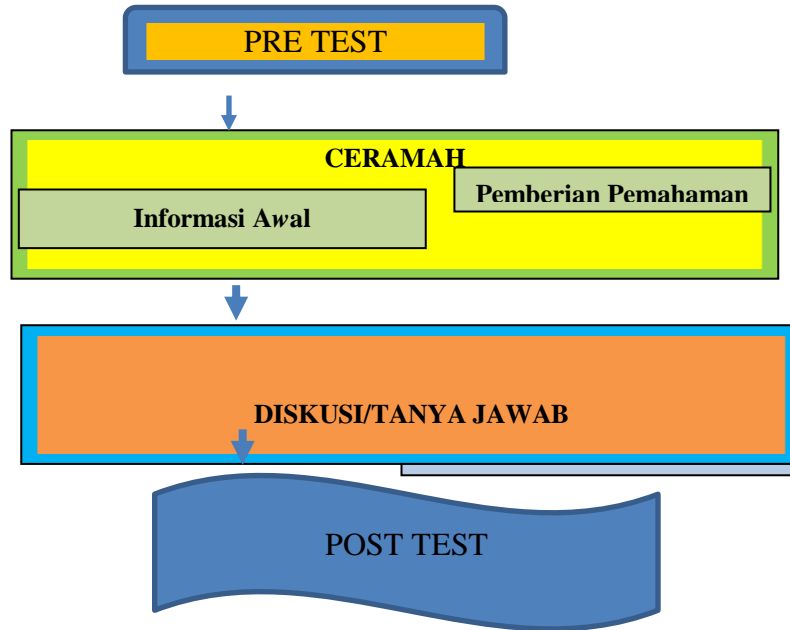 PRE TEST
CERAMAH
Pemberian Pemahaman
Informasi Awal
DISKUSI/TANYA JAWAB
POST TEST